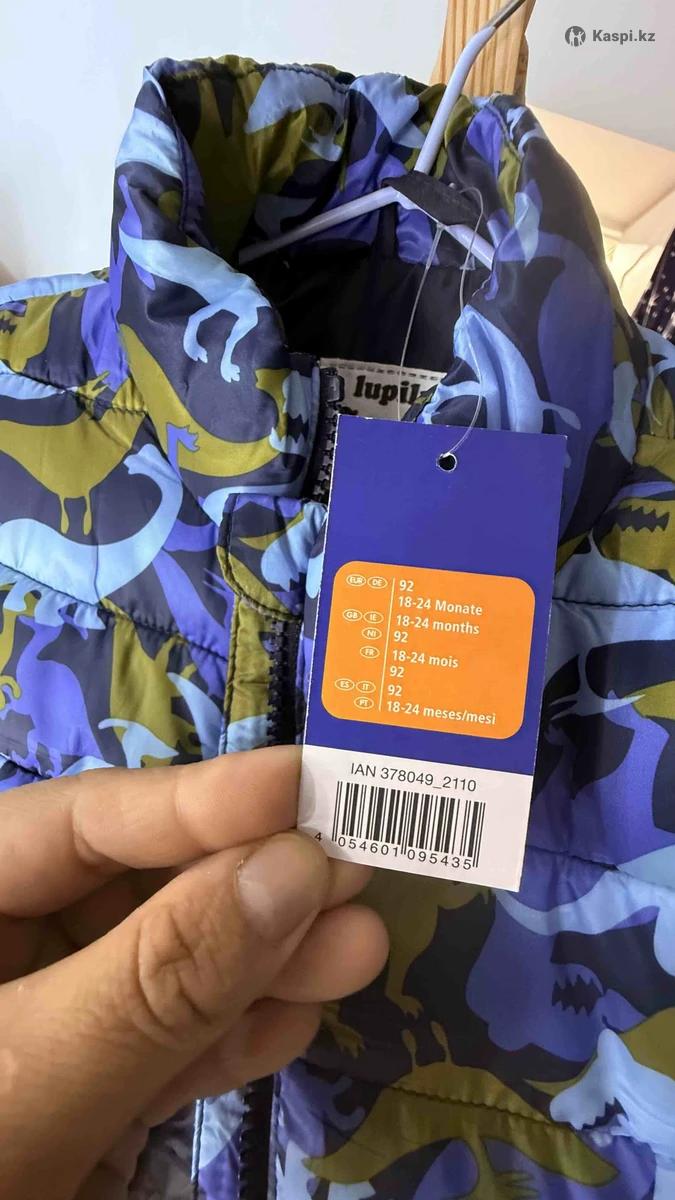 Kaspi.kz
lupilu
EUR DE 92
18-24 Monate
GB IE 18-24 months
NI 92
FR 18-24 mois
92
ES IT 92
PT 18-24 meses/mesi
IAN 378049_2110
4 054601 095435